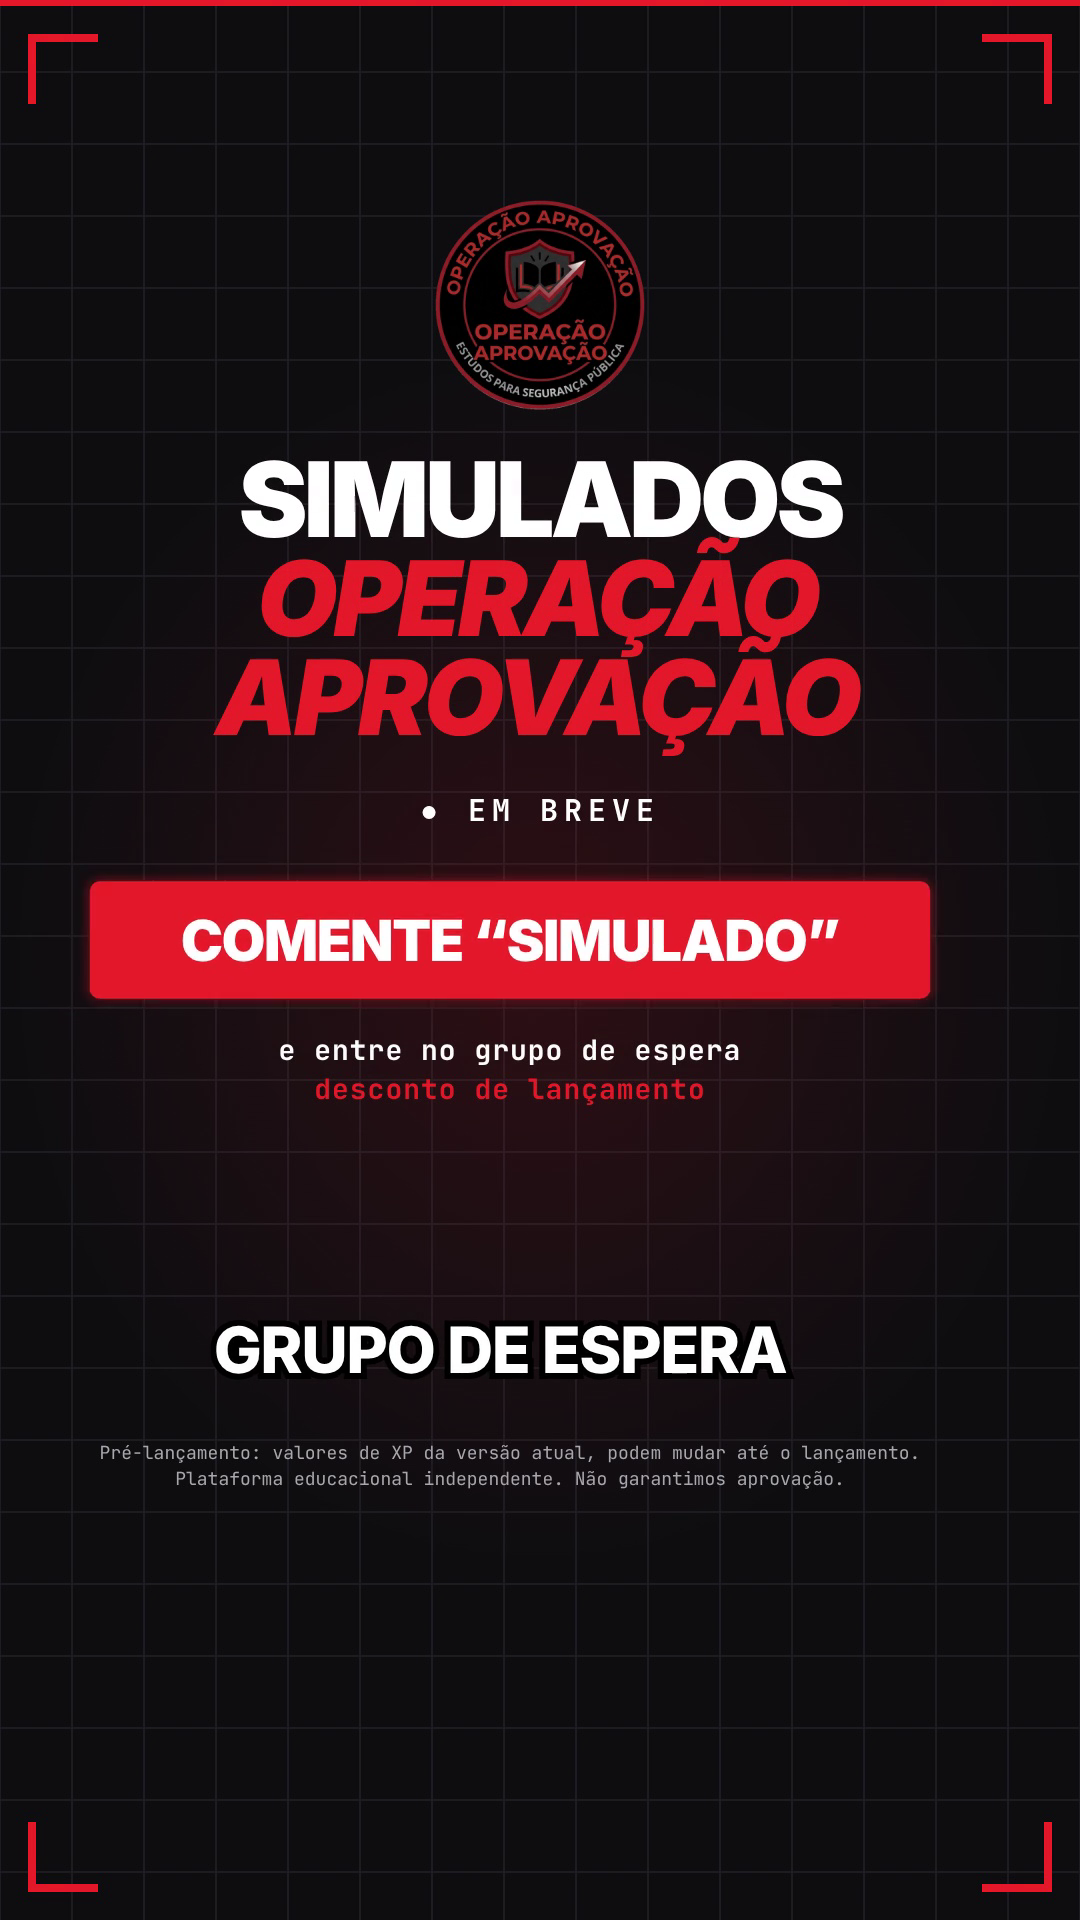 OPERAÇÃO APROVAÇÃO
OPERAÇÃO
APROVAÇÃO
ESTUDOS PARA SEGURANÇA PÚBLICA
SIMULADOS
OPERAÇÃO
APROVAÇÃO
• EM BREVE
COMENTE “SIMULADO”
e entre no grupo de espera
desconto de lançamento
GRUPO DE ESPERA
Pré-lançamento: valores de XP da versão atual, podem mudar até o lançamento.
Plataforma educacional independente. Não garantimos aprovação.